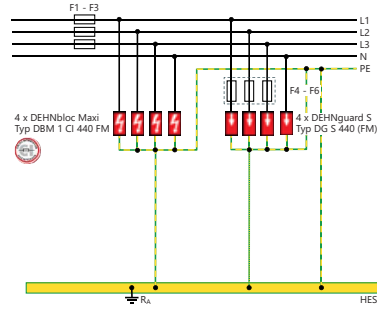 F1 - F3
L1
L2
L3
N
PE
F4 - F6
4 x DEHNbloc Maxi
Typ DBM 1 CI 440 FM
4 x DEHNguard S
Typ DG S 440 (FM)
RA
HES